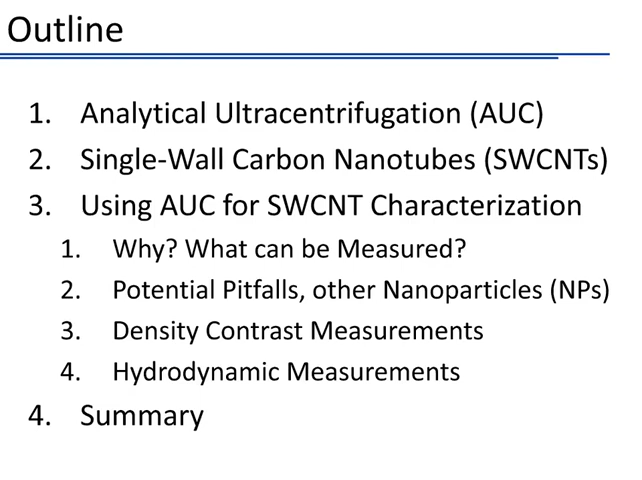 Outline
1. Analytical Ultracentrifugation (AUC)
2. Single-Wall Carbon Nanotubes (SWCNTs)
3. Using AUC for SWCNT Characterization
1. Why? What can be Measured?
2. Potential Pitfalls, other Nanoparticles (NPs)
3. Density Contrast Measurements
4. Hydrodynamic Measurements
4. Summary